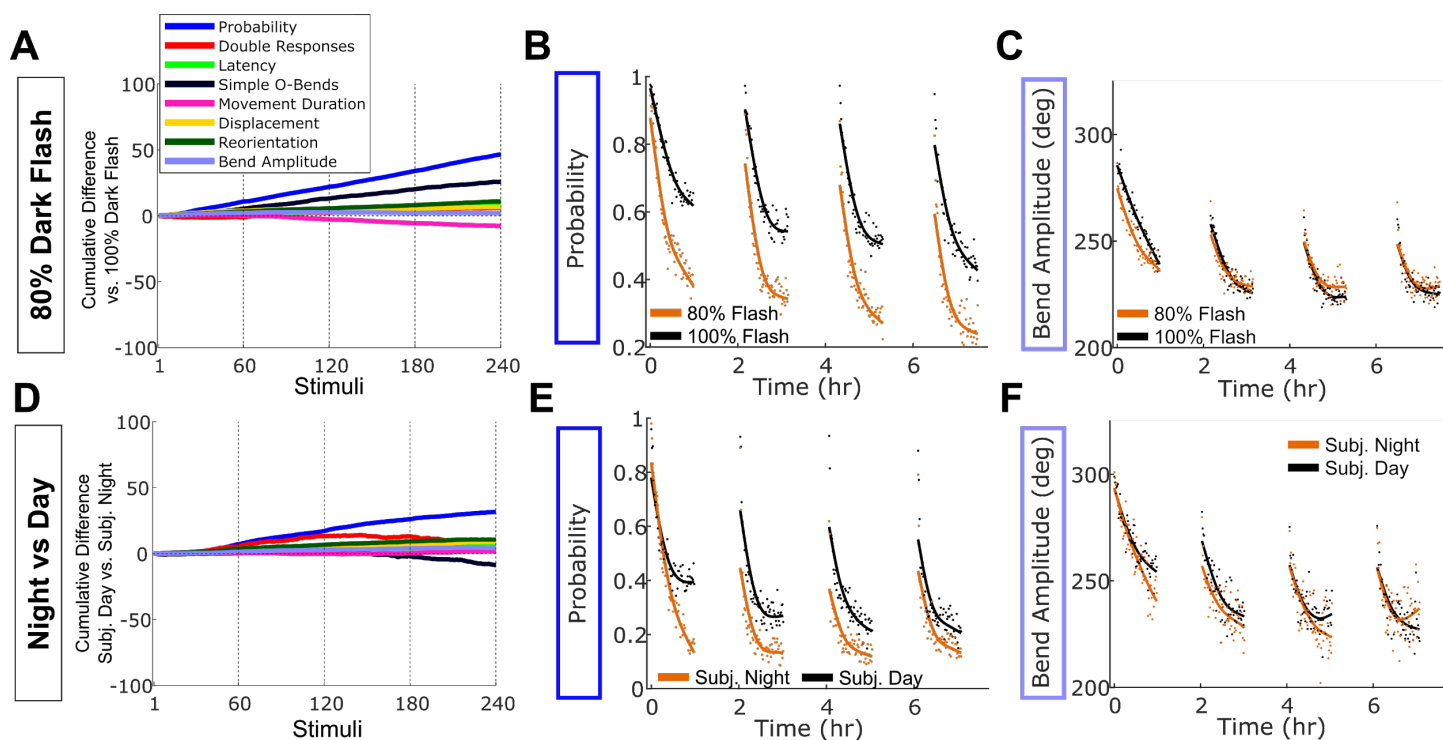 A
80% Dark Flash
Cumulative Difference
vs. 100% Dark Flash
100
50
0
-50
-100
1
60
120
180
240
Stimuli
Probability
Double Responses
Latency
Simple O-Bends
Movement Duration
Displacement
Reorientation
Bend Amplitude
B
Probability
1
0.8
0.6
0.4
0.2
0
2
4
6
Time (hr)
80% Flash
100% Flash
C
Bend Amplitude (deg)
300
250
200
0
2
4
6
Time (hr)
80% Flash
100% Flash
D
Night vs Day
Cumulative Difference
Subj. Day vs. Subj. Night
100
50
0
-50
-100
1
60
120
180
240
Stimuli
E
Probability
1
0.8
0.6
0.4
0.2
0
0
2
4
6
Time (hr)
Subj. Night
Subj. Day
F
Bend Amplitude (deg)
300
250
200
0
2
4
6
Time (hr)
Subj. Night
Subj. Day